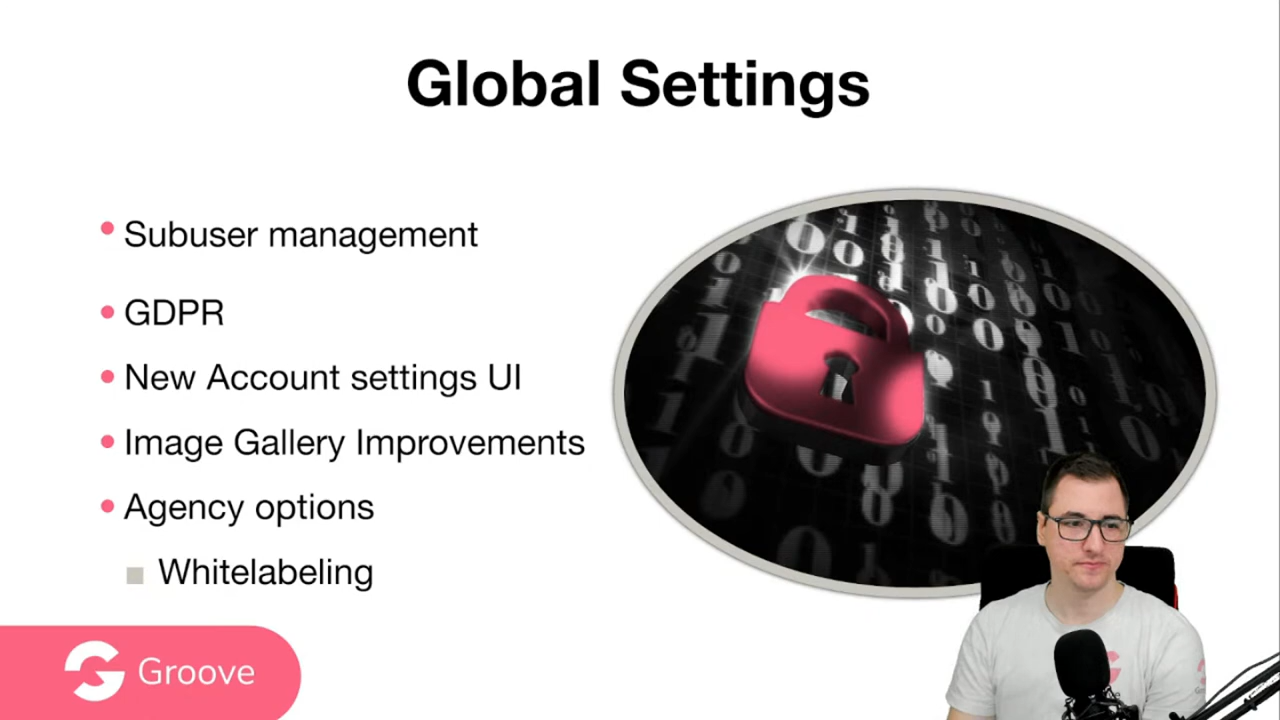 Global Settings
Subuser management
GDPR
New Account settings UI
Image Gallery Improvements
Agency options
Whitelabeling
Groove